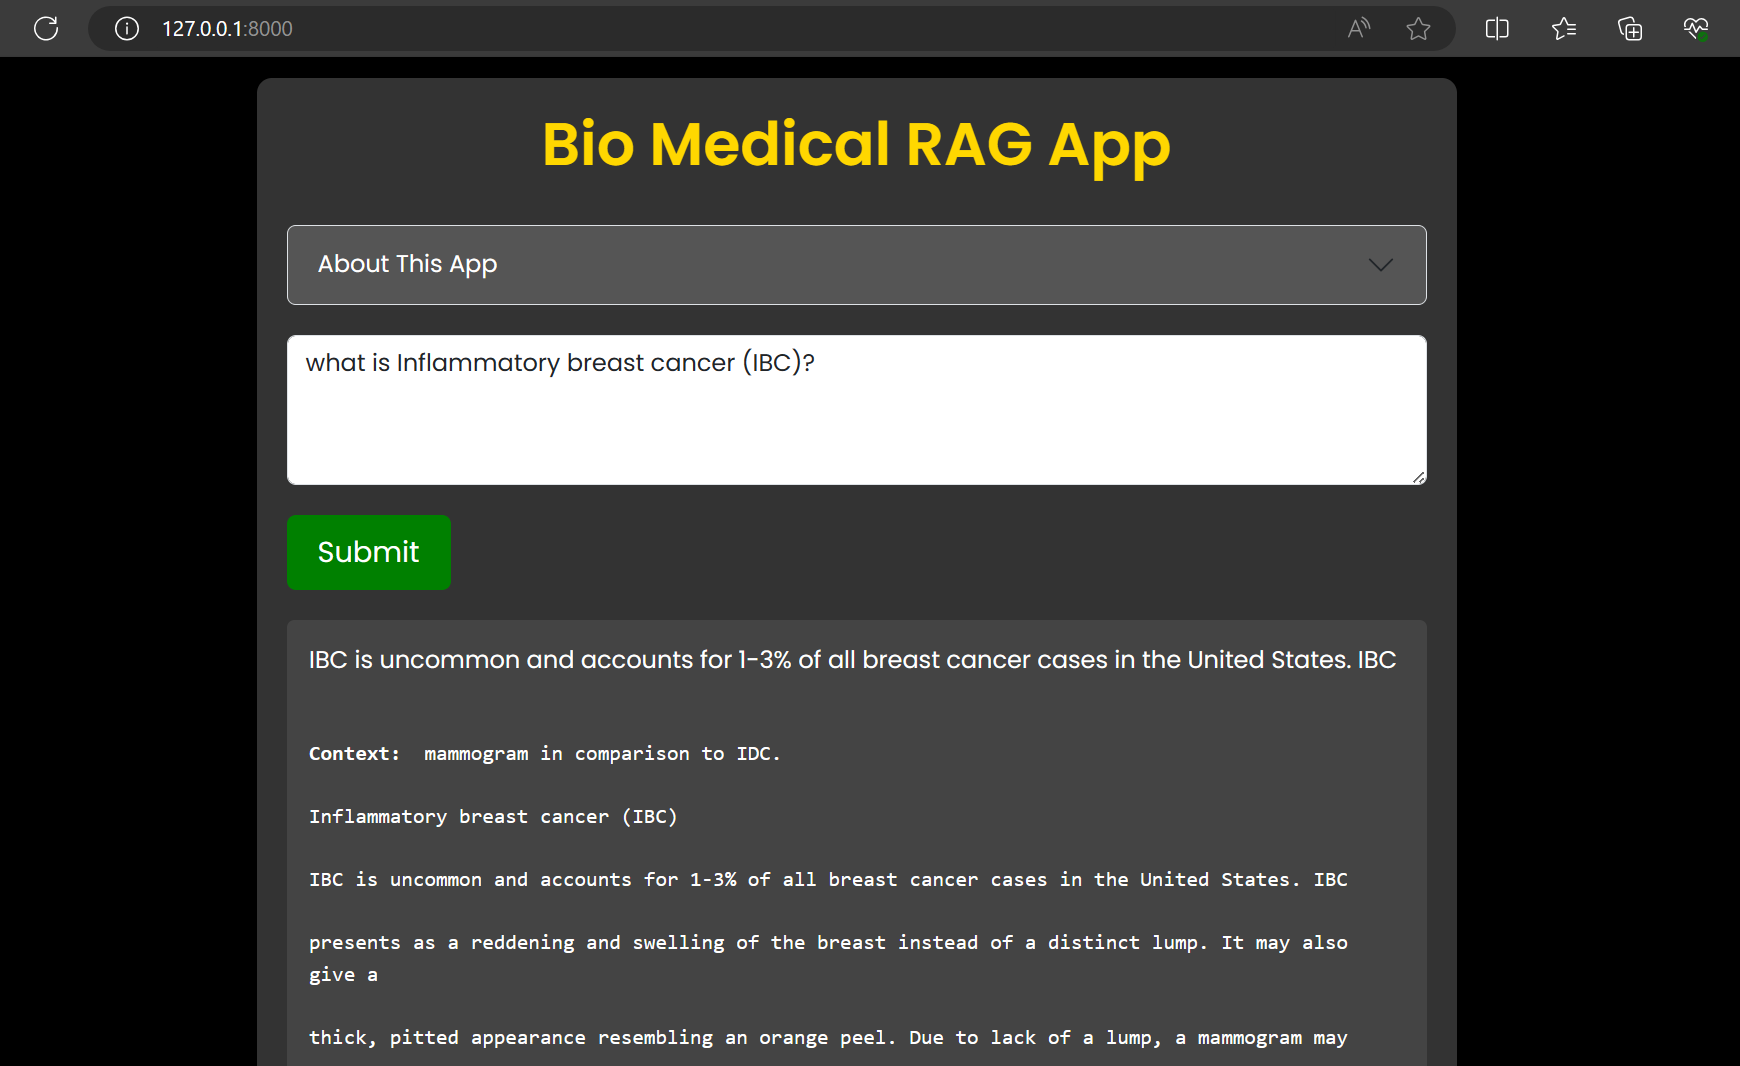 127.0.0.1:8000
Bio Medical RAG App
About This App
what is Inflammatory breast cancer (IBC)?
Submit
IBC is uncommon and accounts for 1-3% of all breast cancer cases in the United States. IBC
Context:  mammogram in comparison to IDC.
Inflammatory breast cancer (IBC)
IBC is uncommon and accounts for 1-3% of all breast cancer cases in the United States. IBC
presents as a reddening and swelling of the breast instead of a distinct lump. It may also
give a
thick, pitted appearance resembling an orange peel. Due to lack of a lump, a mammogram may